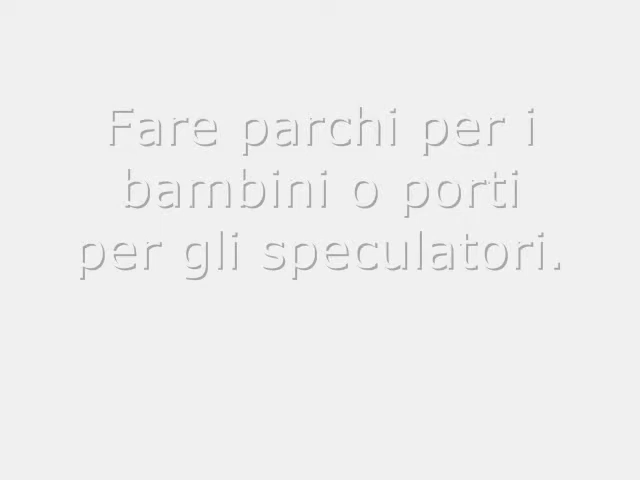 Fare parchi per i
bambini o porti
per gli speculatori.